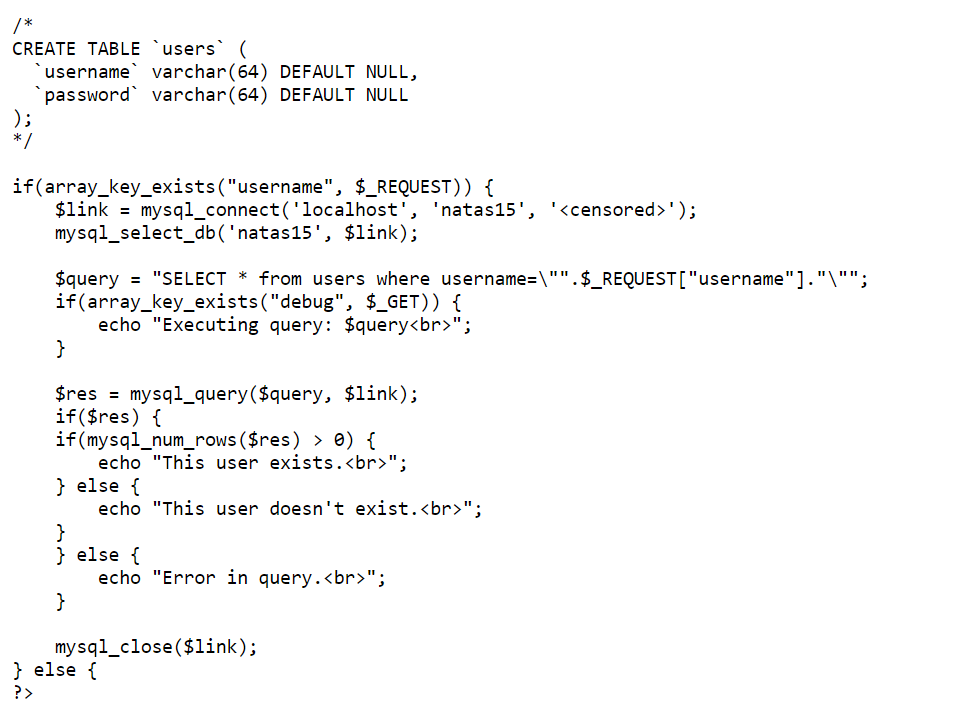 /*
CREATE TABLE `users` (
  `username` varchar(64) DEFAULT NULL,
  `password` varchar(64) DEFAULT NULL
);
*/

if(array_key_exists("username", $_REQUEST)) {
    $link = mysql_connect('localhost', 'natas15', '<censored>');
    mysql_select_db('natas15', $link);

    $query = "SELECT * from users where username=\"".$_REQUEST["username"]."\"";
    if(array_key_exists("debug", $_GET)) {
        echo "Executing query: $query<br>";
    }

    $res = mysql_query($query, $link);
    if($res) {
    if(mysql_num_rows($res) > 0) {
        echo "This user exists.<br>";
    } else {
        echo "This user doesn't exist.<br>";
    }
    } else {
        echo "Error in query.<br>";
    }

    mysql_close($link);
} else {
?>